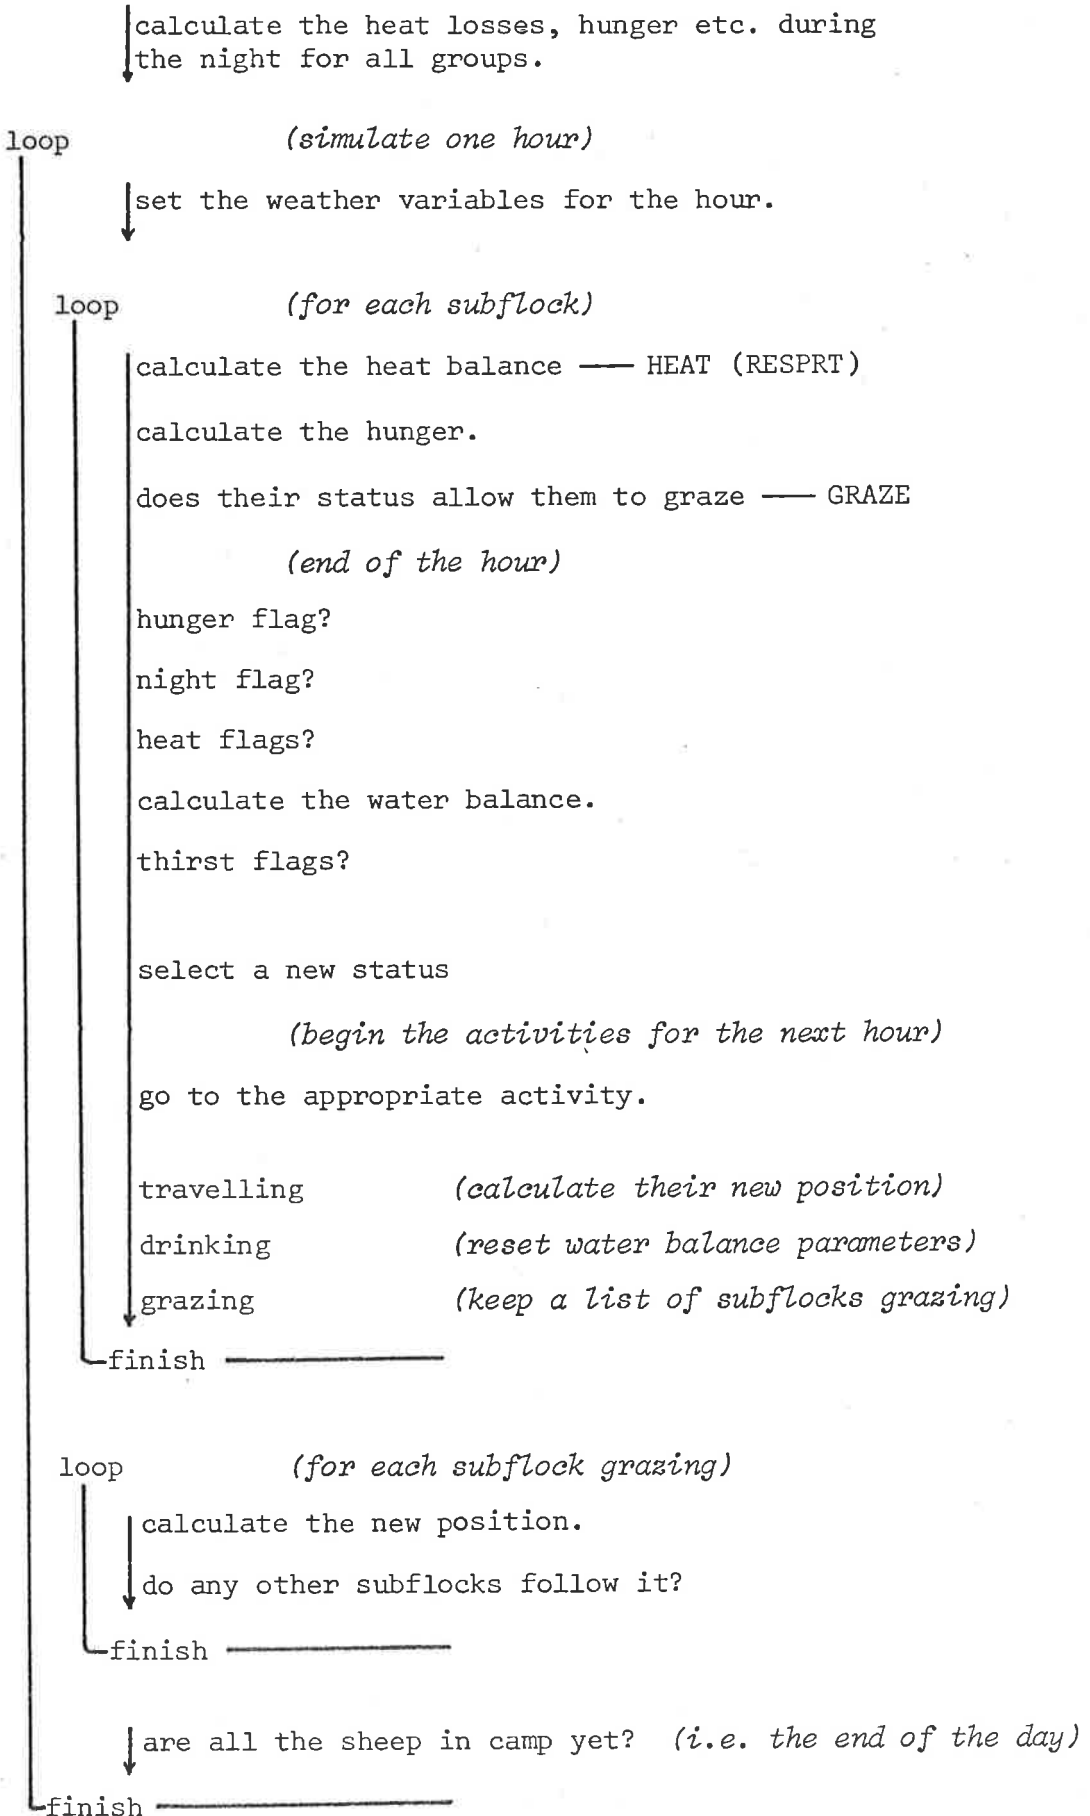 calculate the heat losses, hunger etc. during
the night for all groups.
loop (simulate one hour)
set the weather variables for the hour.
loop (for each subflock)
calculate the heat balance —— HEAT (RESPRT)
calculate the hunger.
does their status allow them to graze —— GRAZE
(end of the hour)
hunger flag?
night flag?
heat flags?
calculate the water balance.
thirst flags?
select a new status
(begin the activities for the next hour)
go to the appropriate activity.
travelling (calculate their new position)
drinking (reset water balance parameters)
grazing (keep a list of subflocks grazing)
finish
loop (for each subflock grazing)
calculate the new position.
do any other subflocks follow it?
finish
are all the sheep in camp yet? (i.e. the end of the day)
finish